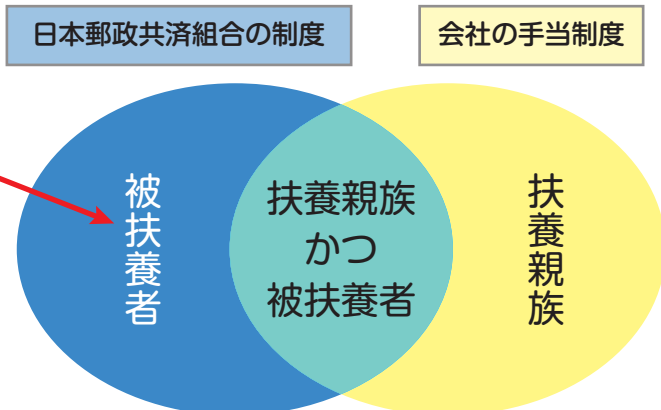 日本郵政共済組合の制度
会社の手当制度
被扶養者
扶養親族
かつ
被扶養者
扶養親族